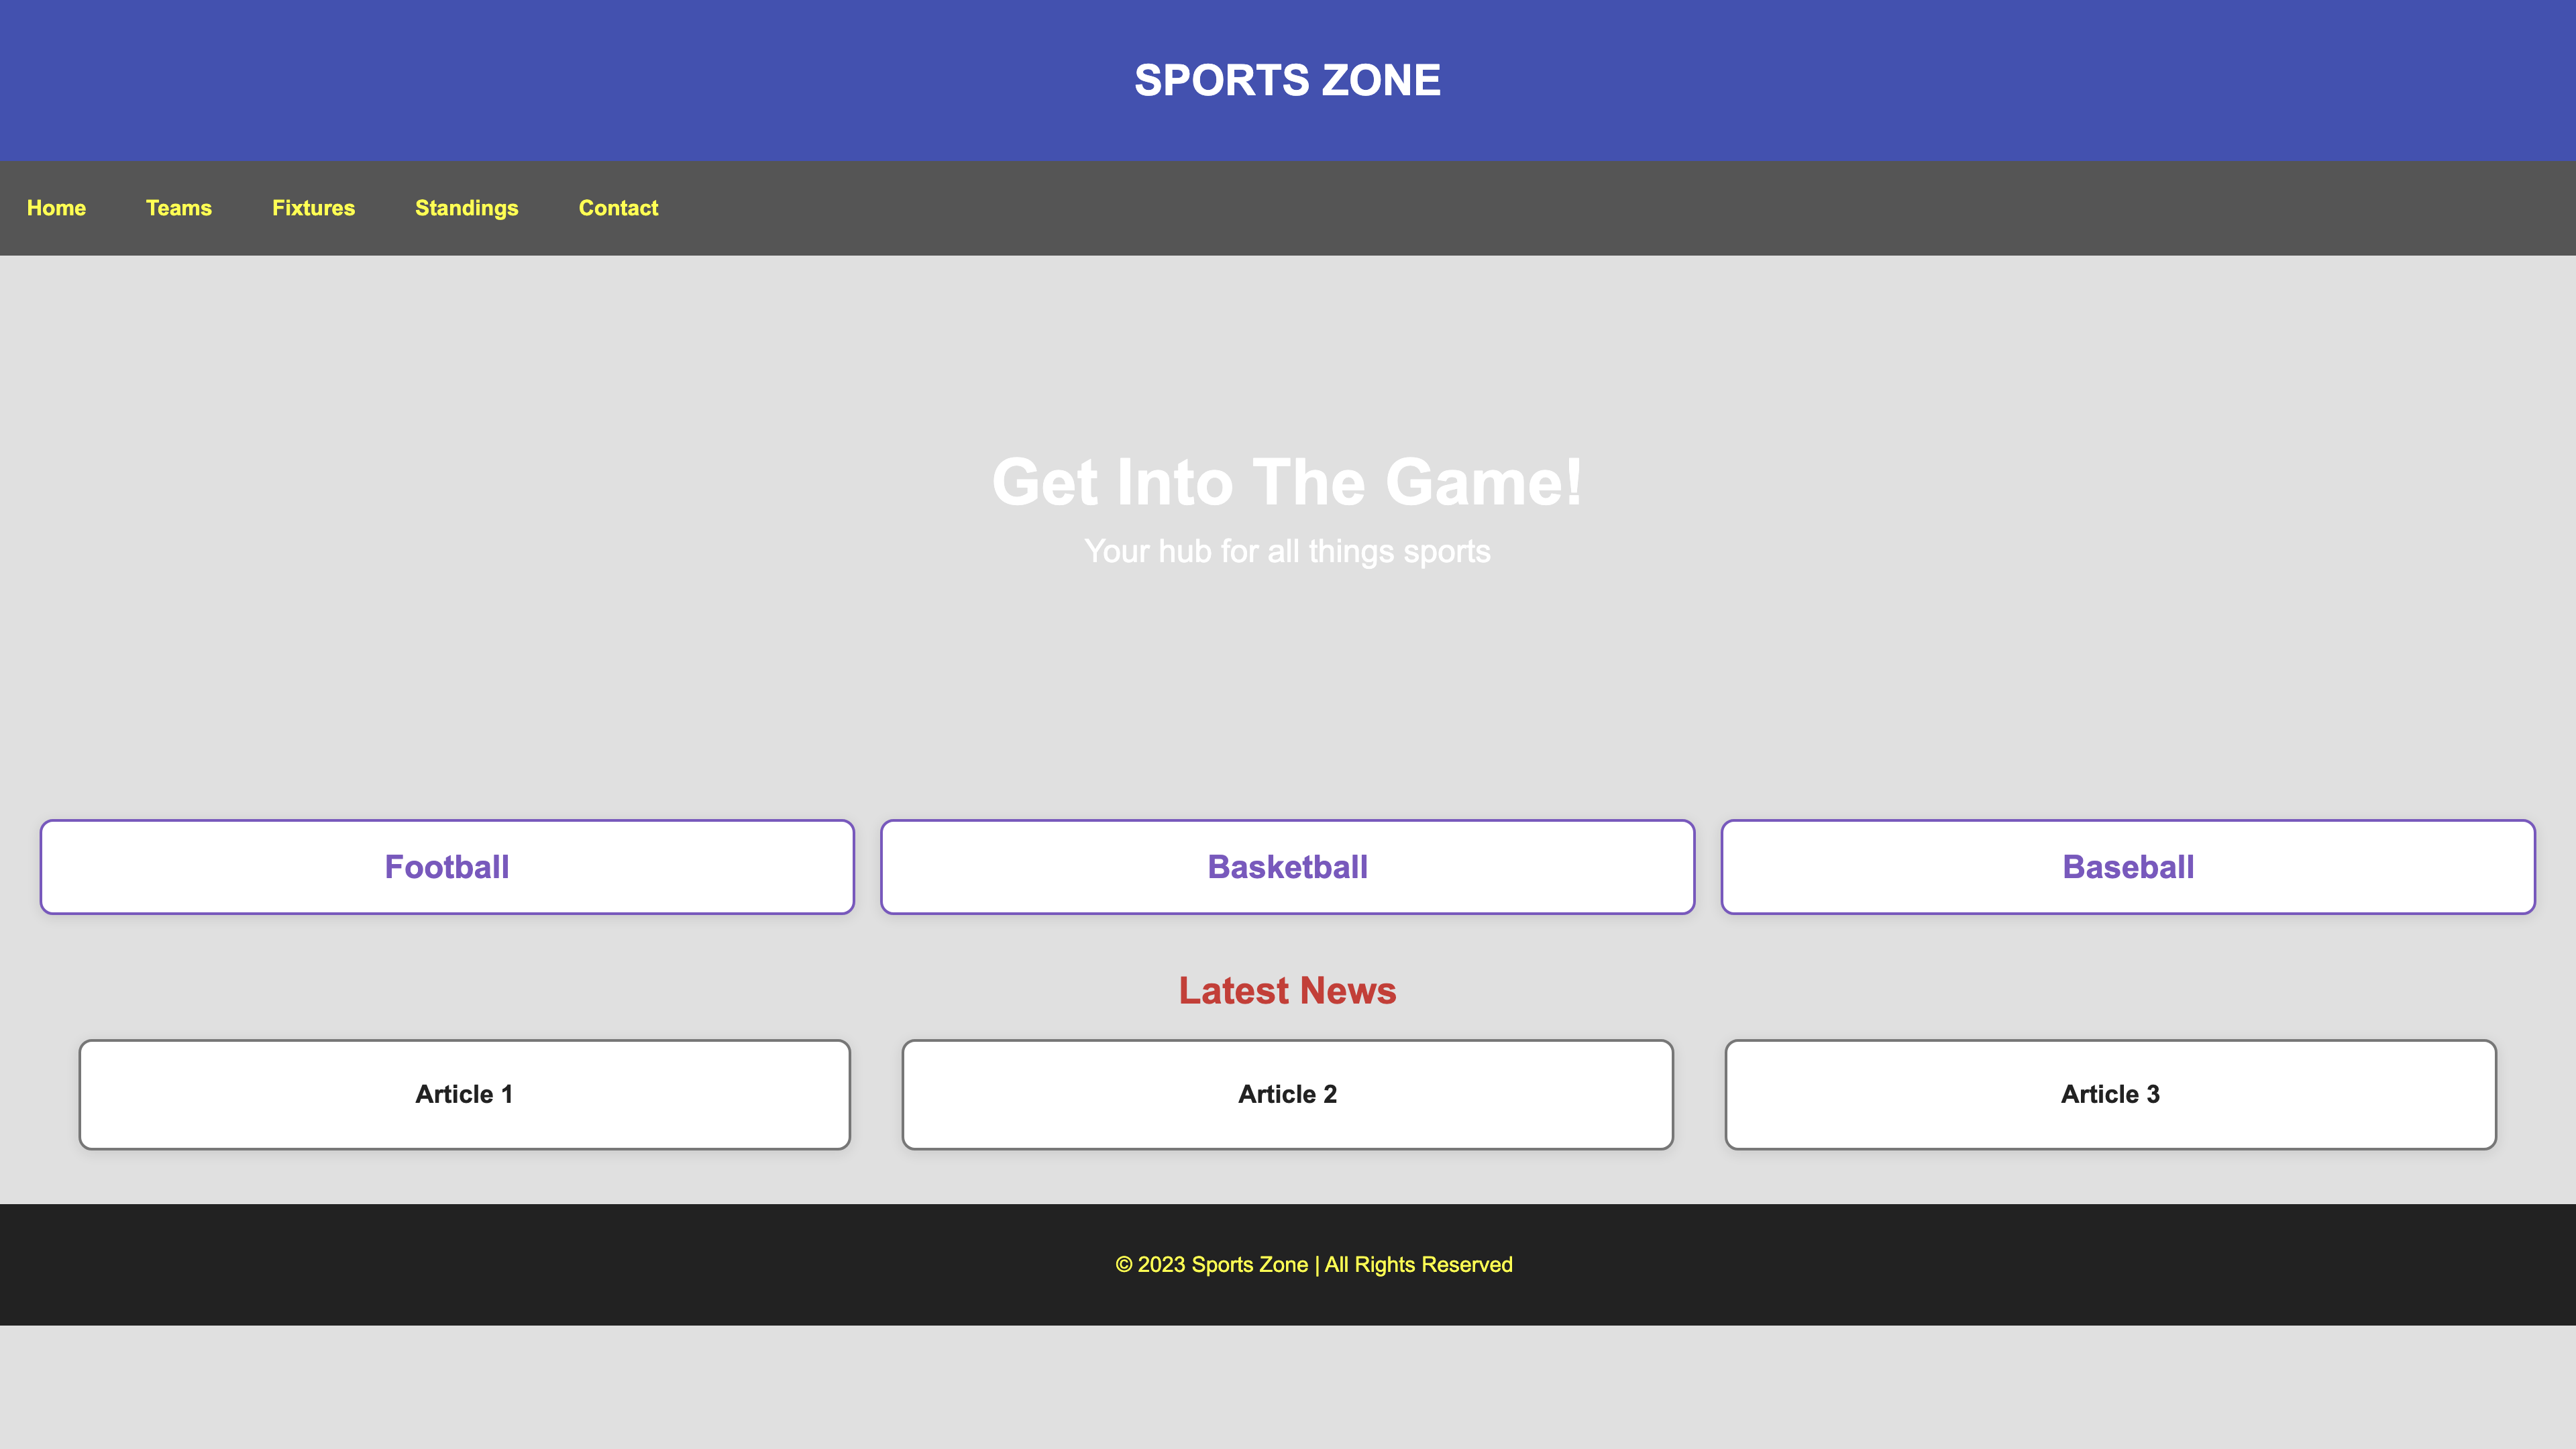 SPORTS ZONE
Home Teams Fixtures Standings Contact
Get Into The Game!
Your hub for all things sports
Football Basketball Baseball
Latest News
Article 1 Article 2 Article 3
© 2023 Sports Zone | All Rights Reserved